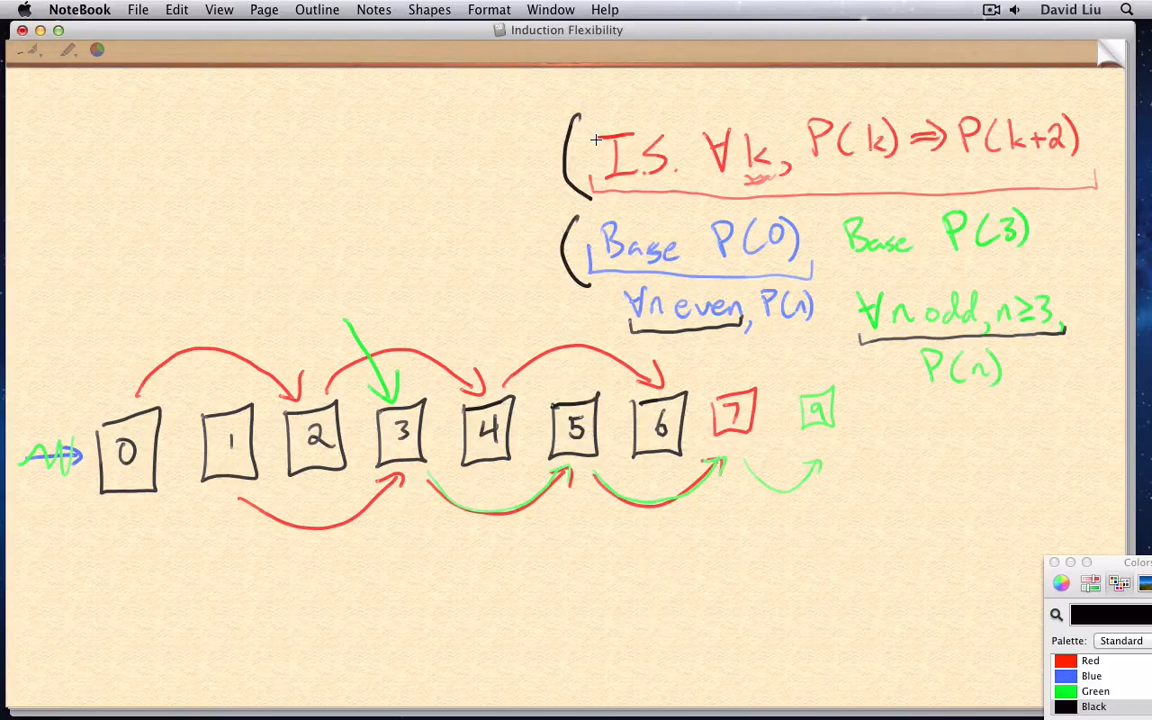 NoteBook File Edit View Page Outline Notes Shapes Format Window Help David Liu
Induction Flexibility
I.S. ∀k, P(k) ⇒ P(k+2)
Base P(0) Base P(3)
∀n even, P(n) ∀n odd, n≥3,
P(n)
0 1 2 3 4 5 6 7 9
Colors
Palette: Standard
Red
Blue
Green
Black